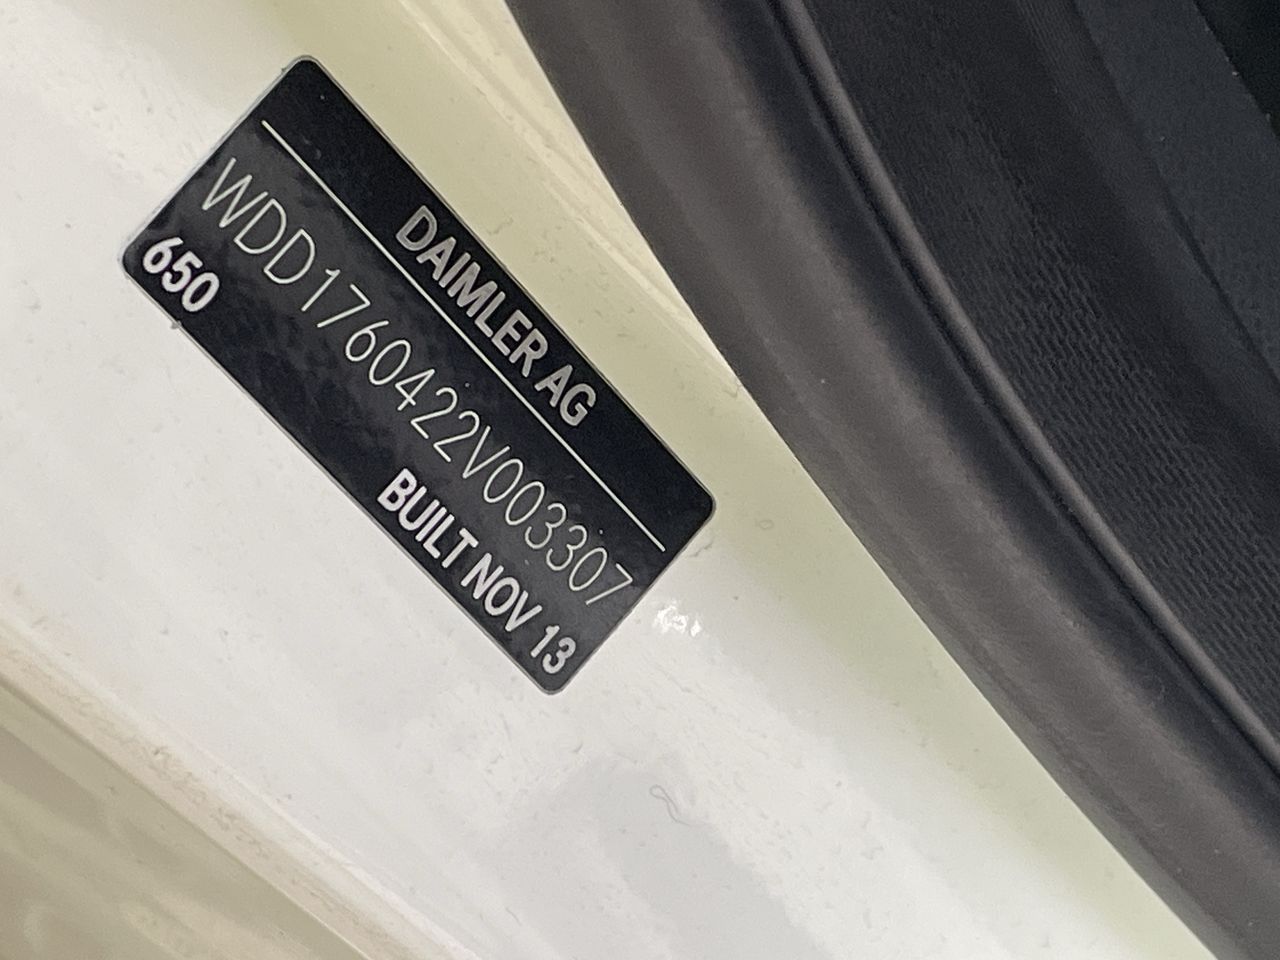 DAIMLER AG
WDD1760422V003307
650
BUILT NOV 13